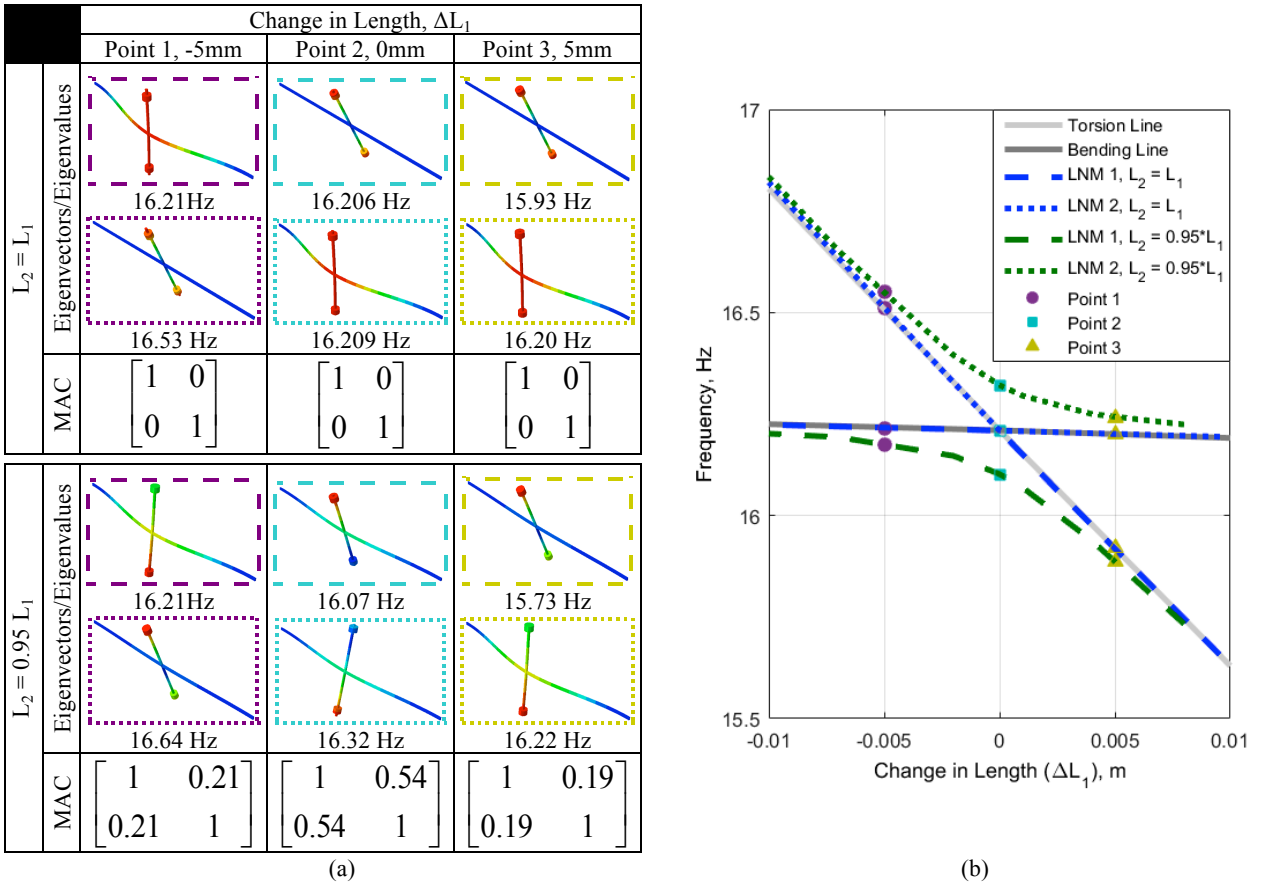 Change in Length, ΔL₁
Point 1, -5mm Point 2, 0mm Point 3, 5mm
L₂ = L₁
Eigenvectors/Eigenvalues
16.21Hz 16.206 Hz 15.93 Hz
16.53 Hz 16.209 Hz 16.20 Hz
MAC
1 0 1 0 1 0
0 1 0 1 0 1
L₂ = 0.95 L₁
Eigenvectors/Eigenvalues
16.21Hz 16.07 Hz 15.73 Hz
16.64 Hz 16.32 Hz 16.22 Hz
MAC
1 0.21 1 0.54 1 0.19
0.21 1 0.54 1 0.19 1
(a)
17
16.5
16
15.5
Frequency, Hz
Torsion Line
Bending Line
LNM 1, L₂ = L₁
LNM 2, L₂ = L₁
LNM 1, L₂ = 0.95*L₁
LNM 2, L₂ = 0.95*L₁
Point 1
Point 2
Point 3
-0.01 -0.005 0 0.005 0.01
Change in Length (ΔL₁), m
(b)